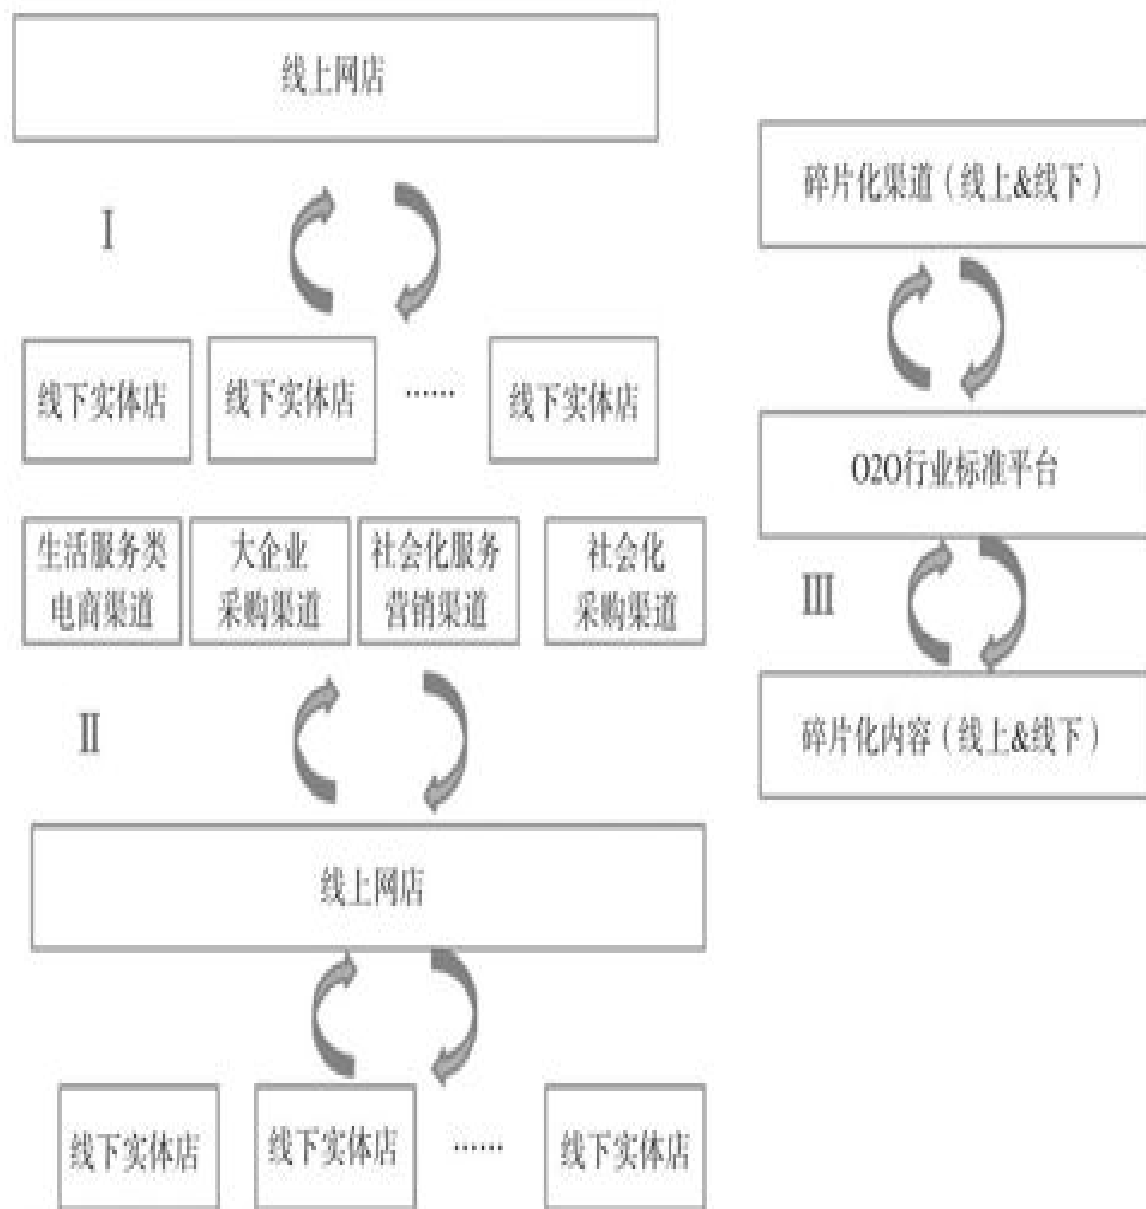 线上网店
Ⅰ
线下实体店
线下实体店
……
线下实体店
生活服务类
电商渠道
大企业
采购渠道
社会化服务
营销渠道
社会化
采购渠道
Ⅱ
线上网店
线下实体店
线下实体店
……
线下实体店
碎片化渠道（线上&线下）
O2O行业标准平台
Ⅲ
碎片化内容（线上&线下）